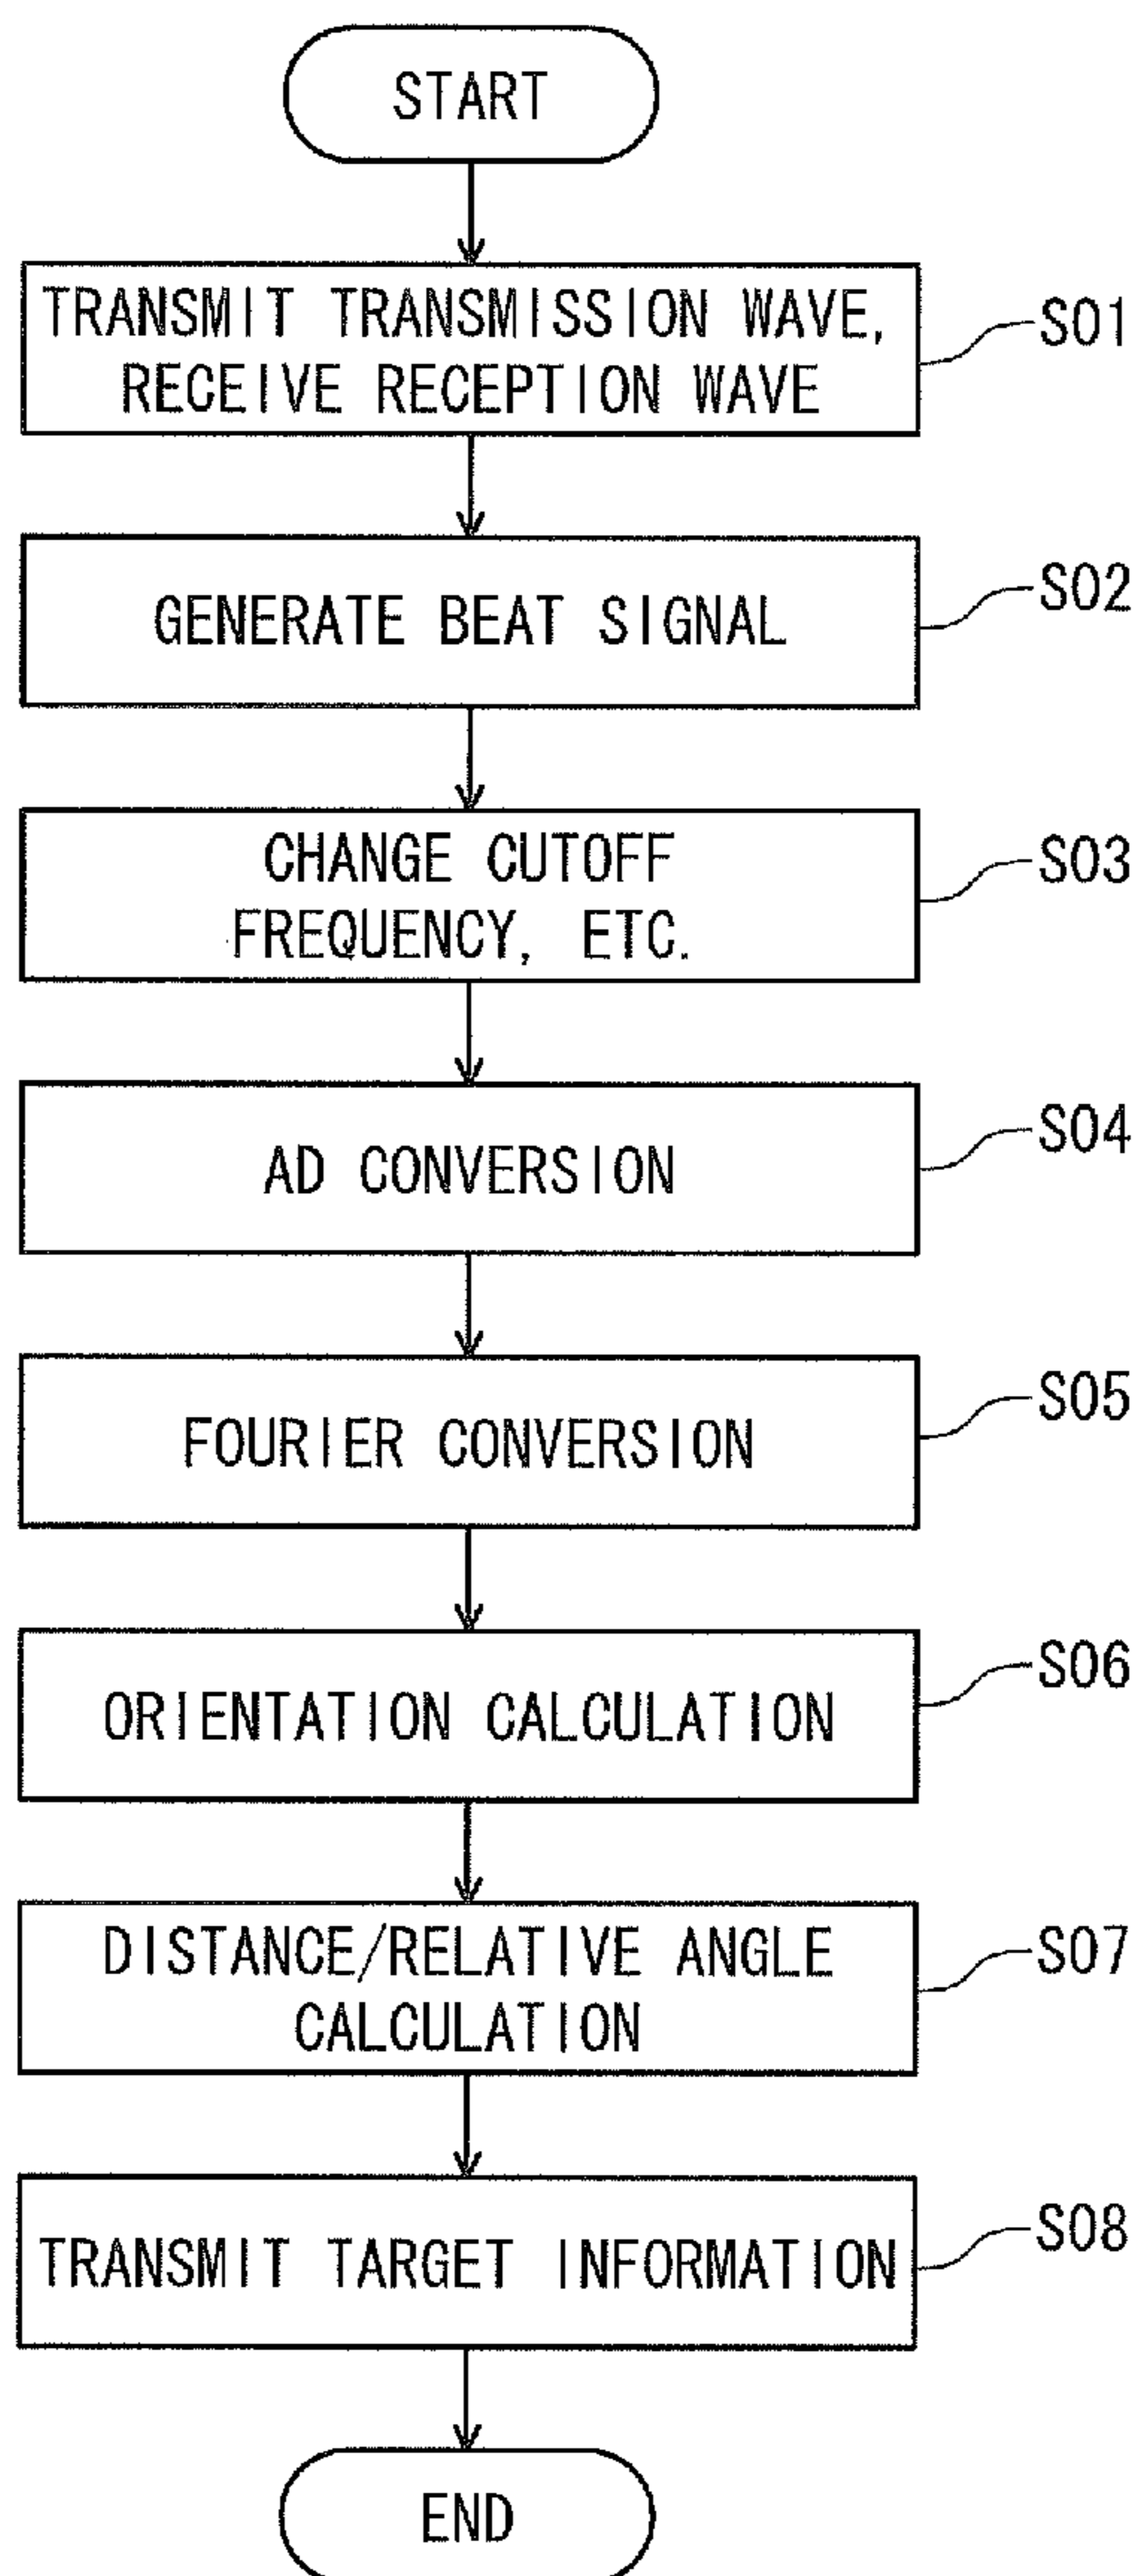 START
TRANSMIT TRANSMISSION WAVE,
RECEIVE RECEPTION WAVE
S01
GENERATE BEAT SIGNAL
S02
CHANGE CUTOFF
FREQUENCY, ETC.
S03
AD CONVERSION
S04
FOURIER CONVERSION
S05
ORIENTATION CALCULATION
S06
DISTANCE/RELATIVE ANGLE
CALCULATION
S07
TRANSMIT TARGET INFORMATION
S08
END